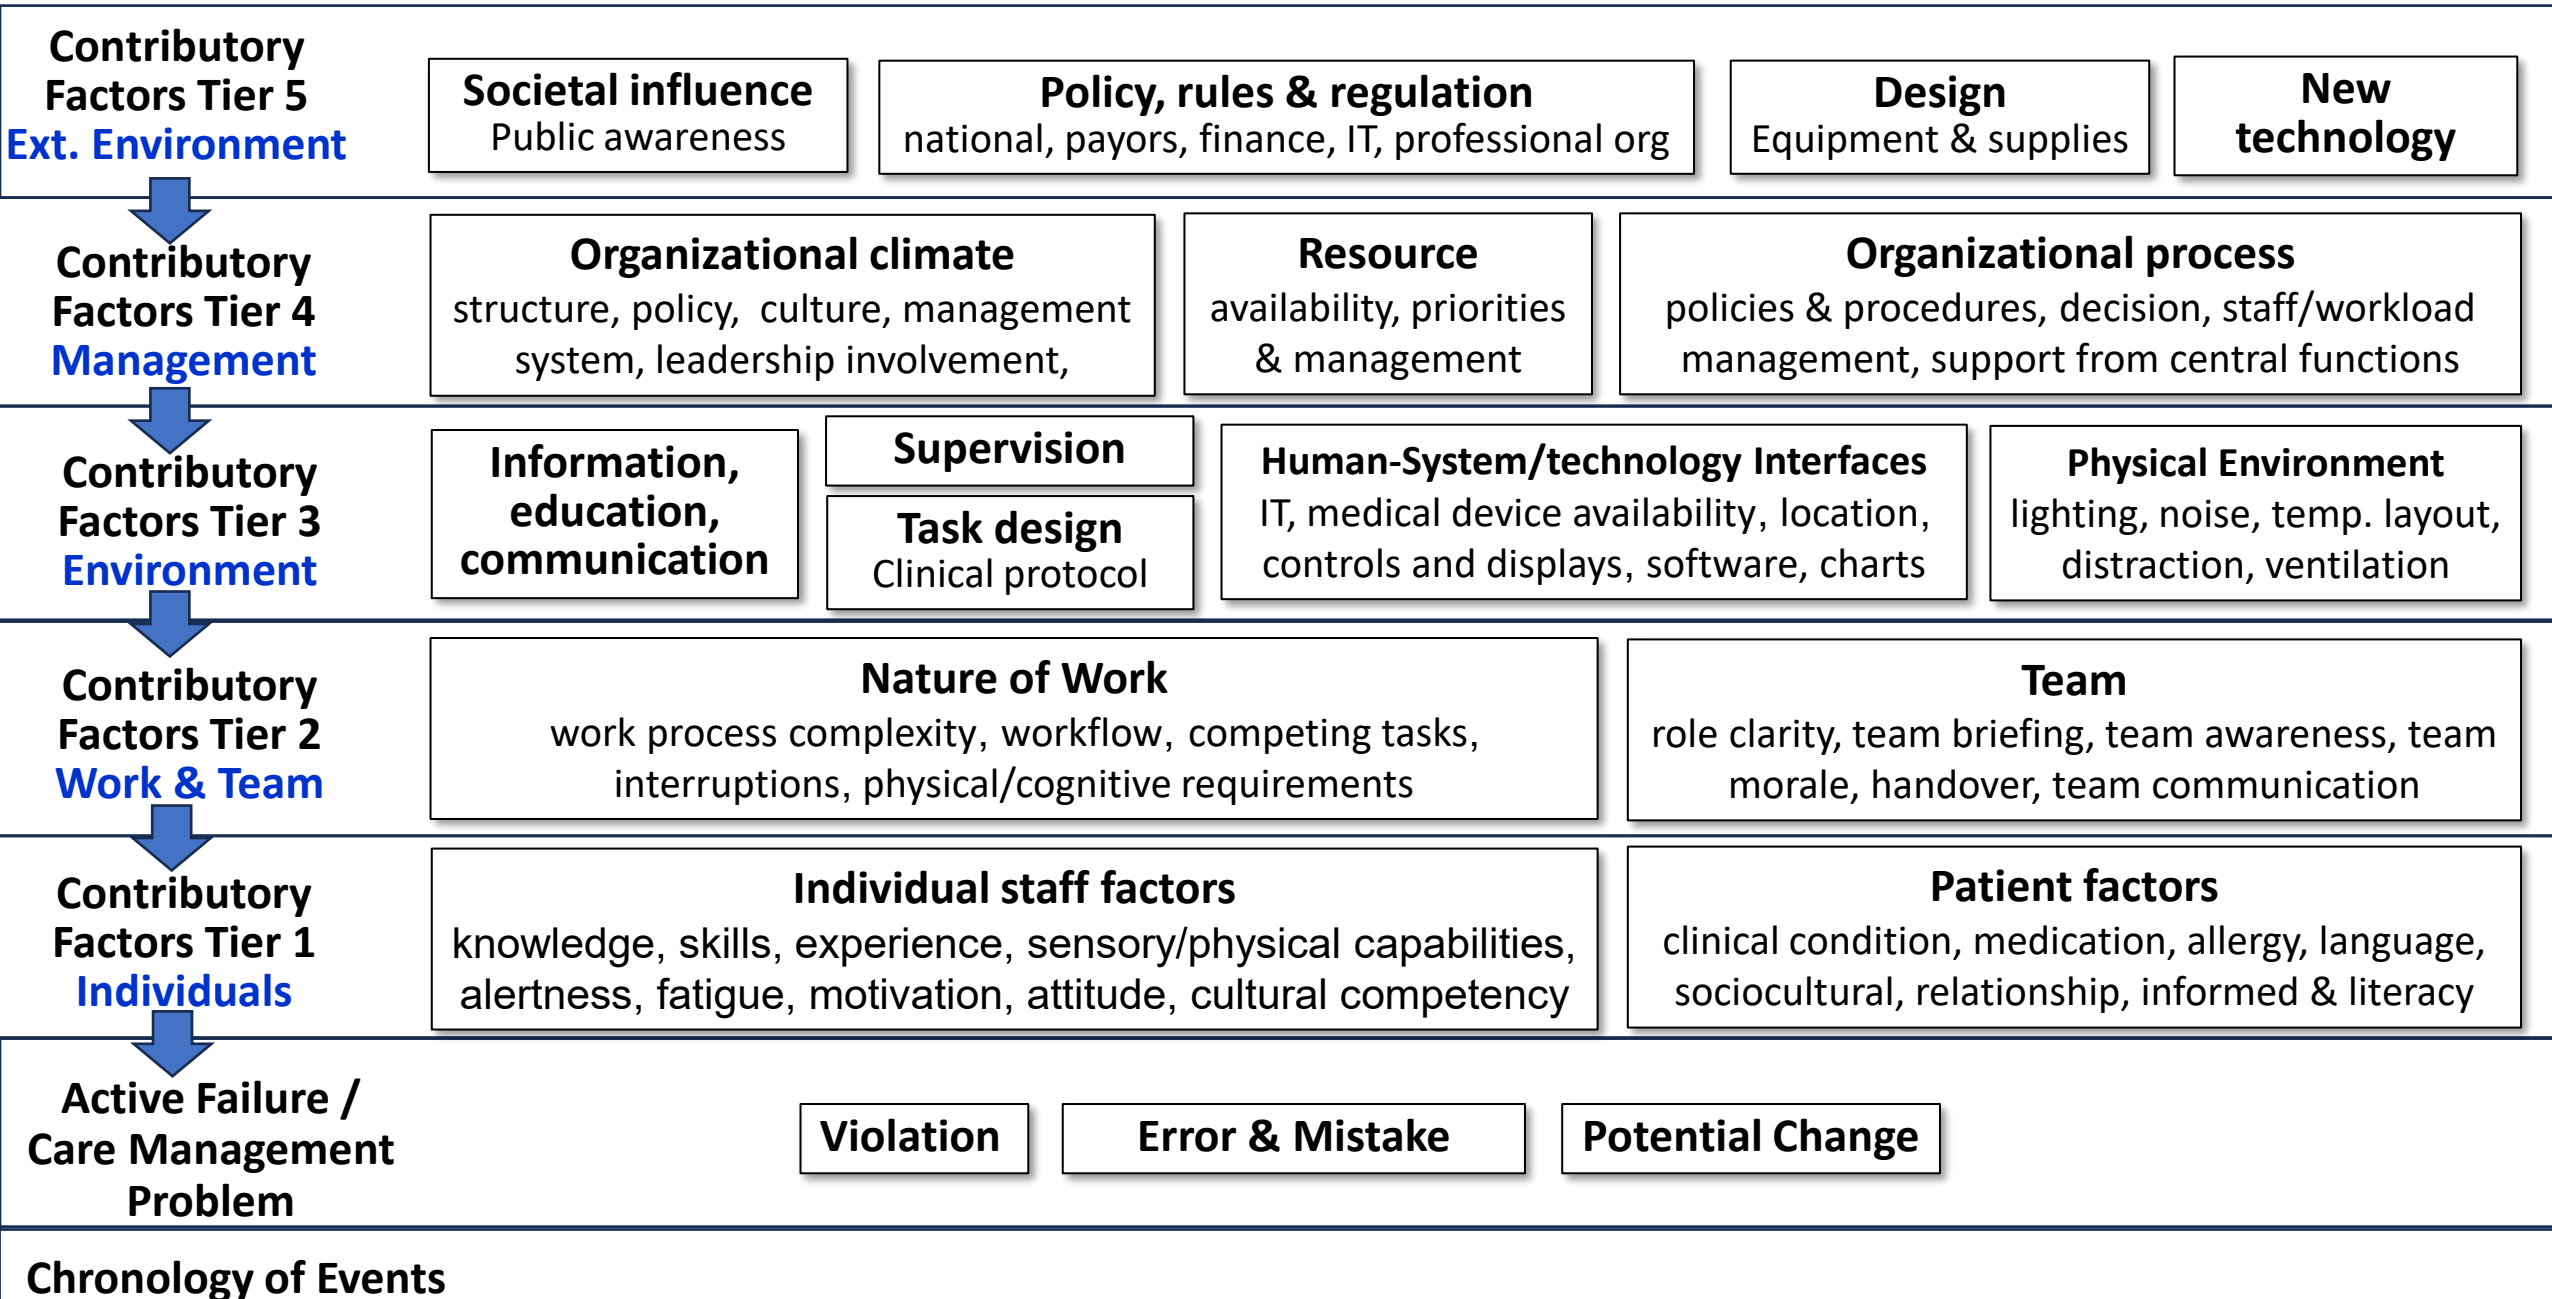 Contributory
Factors Tier 5
Ext. Environment
Societal influence
Public awareness
Policy, rules & regulation
national, payors, finance, IT, professional org
Design
Equipment & supplies
New
technology
Contributory
Factors Tier 4
Management
Organizational climate
structure, policy, culture, management
system, leadership involvement,
Resource
availability, priorities
& management
Organizational process
policies & procedures, decision, staff/workload
management, support from central functions
Contributory
Factors Tier 3
Environment
Information,
education,
communication
Supervision
Task design
Clinical protocol
Human-System/technology Interfaces
IT, medical device availability, location,
controls and displays, software, charts
Physical Environment
lighting, noise, temp. layout,
distraction, ventilation
Contributory
Factors Tier 2
Work & Team
Nature of Work
work process complexity, workflow, competing tasks,
interruptions, physical/cognitive requirements
Team
role clarity, team briefing, team awareness, team
morale, handover, team communication
Contributory
Factors Tier 1
Individuals
Individual staff factors
knowledge, skills, experience, sensory/physical capabilities,
alertness, fatigue, motivation, attitude, cultural competency
Patient factors
clinical condition, medication, allergy, language,
sociocultural, relationship, informed & literacy
Active Failure /
Care Management
Problem
Violation
Error & Mistake
Potential Change
Chronology of Events